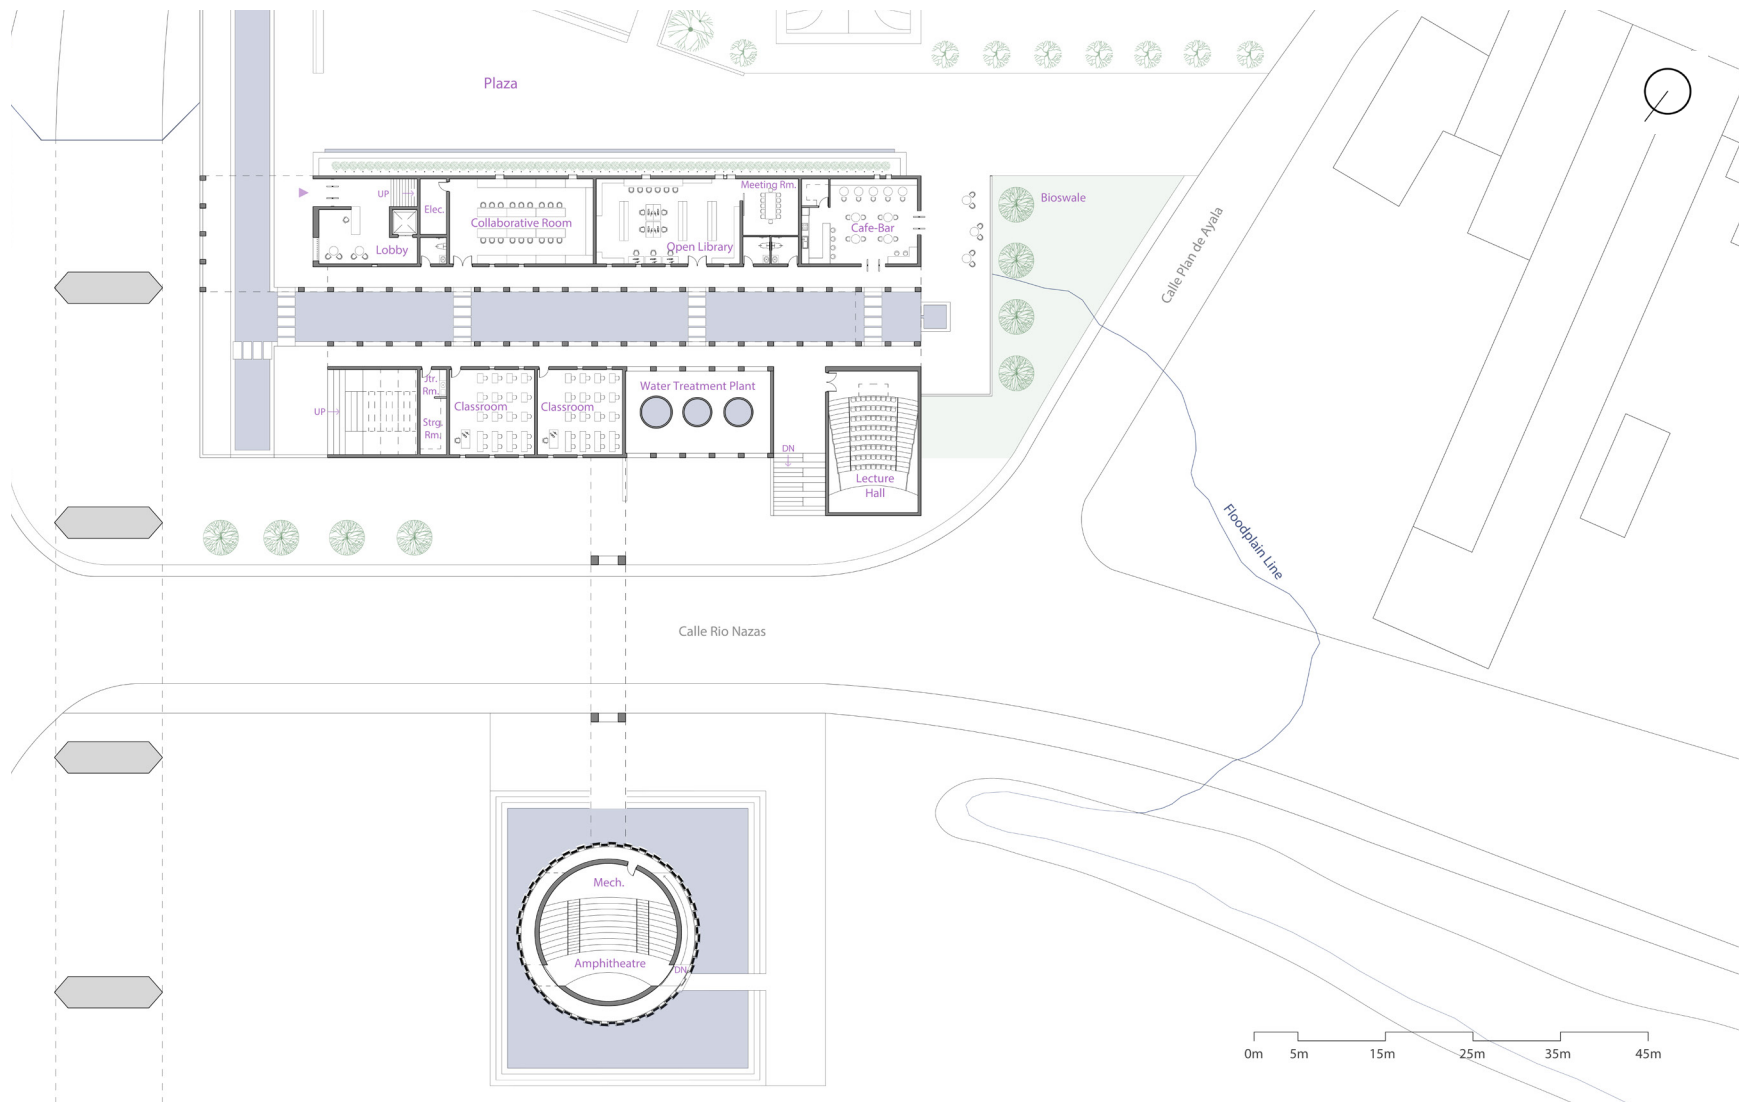 Plaza
Bioswale
UP
Elec.
Collaborative Room
Lobby
Open Library
Meeting Rm.
Cafe-Bar
Calle Plan de Ayala
UP
Jtr.
Rm.
Strg.
Rm.
Classroom
Classroom
Water Treatment Plant
DN
Lecture
Hall
Floodplain Line
Calle Rio Nazas
Mech.
Amphitheatre
DN
0m
5m
15m
25m
35m
45m